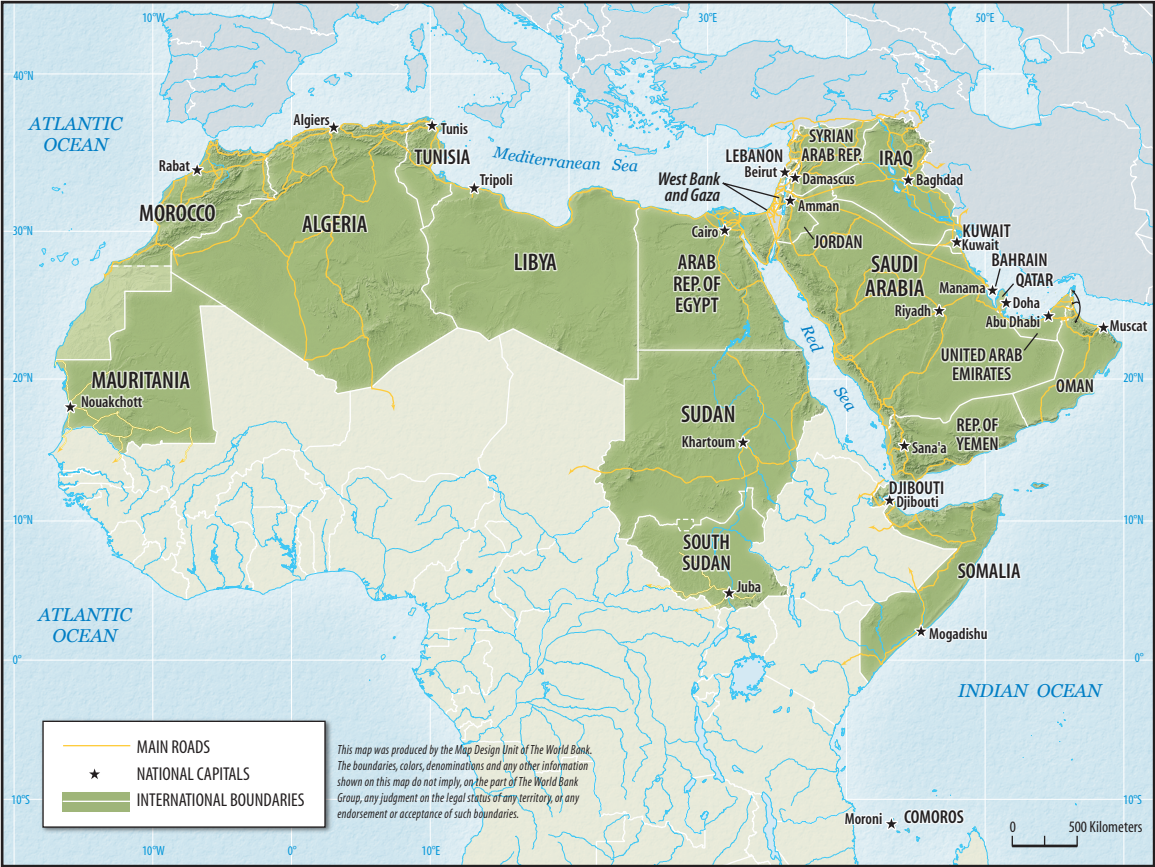 10°W
30°E
50°E
40°N
ATLANTIC
OCEAN
Algiers
Tunis
TUNISIA
Mediterranean Sea
Rabat
Tripoli
MOROCCO
ALGERIA
LIBYA
SYRIAN
ARAB REP.
LEBANON
Beirut
Damascus
IRAQ
Baghdad
West Bank
and Gaza
Amman
JORDAN
30°N
Cairo
ARAB
REP. OF
EGYPT
KUWAIT
Kuwait
BAHRAIN
QATAR
SAUDI
ARABIA
Manama
Doha
Riyadh
Abu Dhabi
Muscat
UNITED ARAB
EMIRATES
OMAN
Red
Sea
20°N
20°N
MAURITANIA
Nouakchott
SUDAN
Khartoum
REP. OF
YEMEN
Sana'a
DJIBOUTI
Djibouti
10°N
10°N
SOUTH
SUDAN
Juba
SOMALIA
Mogadishu
ATLANTIC
OCEAN
0°
0°
INDIAN OCEAN
MAIN ROADS
NATIONAL CAPITALS
INTERNATIONAL BOUNDARIES
This map was produced by the Map Design Unit of The World Bank.
The boundaries, colors, denominations and any other information
shown on this map do not imply, on the part of The World Bank
Group, any judgment on the legal status of any territory, or any
endorsement or acceptance of such boundaries.
10°S
10°S
Moroni
COMOROS
0 500 Kilometers
10°W
0°
10°E
30°E
50°E